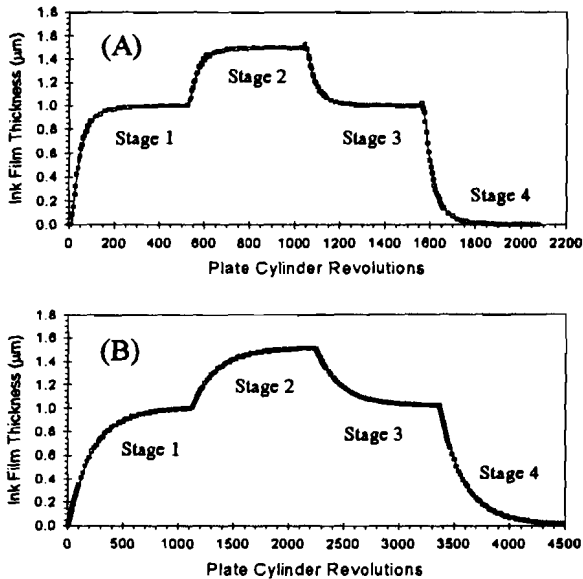 (A)
Ink Film Thickness (µm)
1.8
1.6
1.4
1.2
1.0
0.8
0.6
0.4
0.2
0.0
Stage 1
Stage 2
Stage 3
Stage 4
0 200 400 600 800 1000 1200 1400 1600 1800 2000 2200
Plate Cylinder Revolutions
(B)
Ink Film Thickness (µm)
1.8
1.6
1.4
1.2
1.0
0.8
0.6
0.4
0.2
0.0
Stage 1
Stage 2
Stage 3
Stage 4
0 500 1000 1500 2000 2500 3000 3500 4000 4500
Plate Cylinder Revolutions